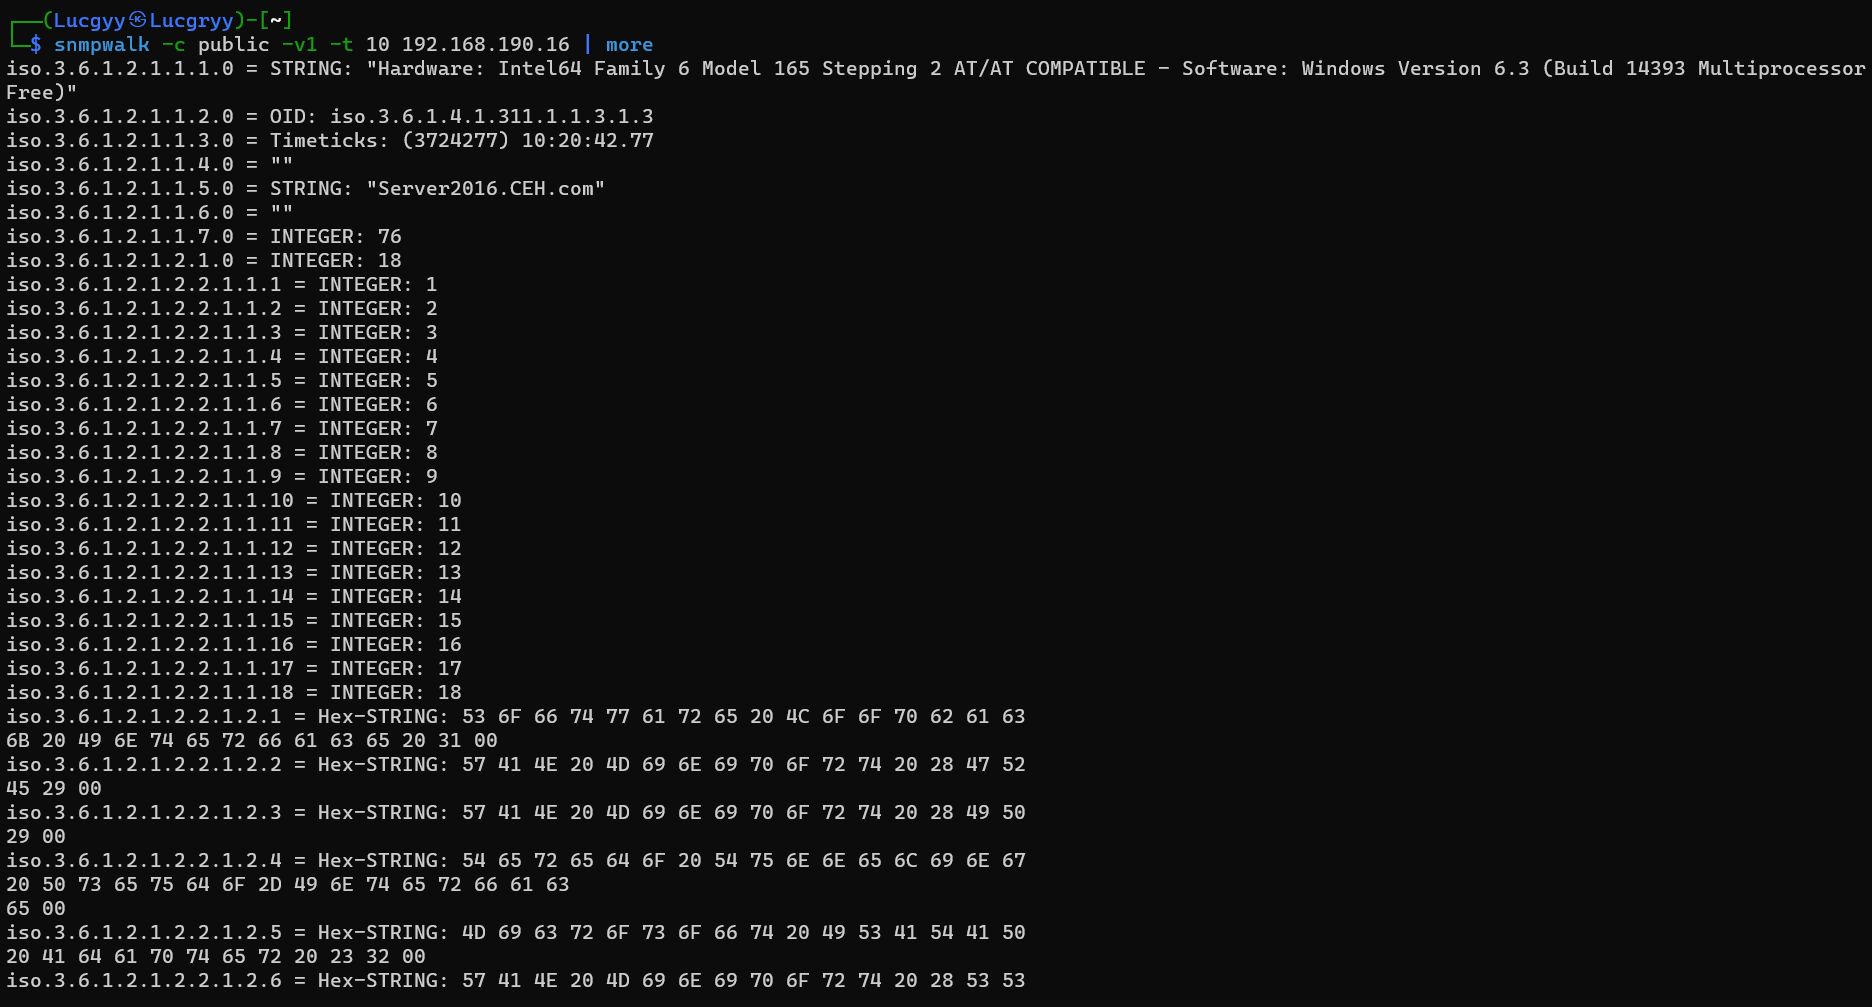 ┌──(Lucgyy㉿Lucgryy)-[~]
└─$ snmpwalk -c public -v1 -t 10 192.168.190.16 | more
iso.3.6.1.2.1.1.1.0 = STRING: "Hardware: Intel64 Family 6 Model 165 Stepping 2 AT/AT COMPATIBLE - Software: Windows Version 6.3 (Build 14393 Multiprocessor
Free)"
iso.3.6.1.2.1.1.2.0 = OID: iso.3.6.1.4.1.311.1.1.3.1.3
iso.3.6.1.2.1.1.3.0 = Timeticks: (3724277) 10:20:42.77
iso.3.6.1.2.1.1.4.0 = ""
iso.3.6.1.2.1.1.5.0 = STRING: "Server2016.CEH.com"
iso.3.6.1.2.1.1.6.0 = ""
iso.3.6.1.2.1.1.7.0 = INTEGER: 76
iso.3.6.1.2.1.2.1.0 = INTEGER: 18
iso.3.6.1.2.1.2.2.1.1.1 = INTEGER: 1
iso.3.6.1.2.1.2.2.1.1.2 = INTEGER: 2
iso.3.6.1.2.1.2.2.1.1.3 = INTEGER: 3
iso.3.6.1.2.1.2.2.1.1.4 = INTEGER: 4
iso.3.6.1.2.1.2.2.1.1.5 = INTEGER: 5
iso.3.6.1.2.1.2.2.1.1.6 = INTEGER: 6
iso.3.6.1.2.1.2.2.1.1.7 = INTEGER: 7
iso.3.6.1.2.1.2.2.1.1.8 = INTEGER: 8
iso.3.6.1.2.1.2.2.1.1.9 = INTEGER: 9
iso.3.6.1.2.1.2.2.1.1.10 = INTEGER: 10
iso.3.6.1.2.1.2.2.1.1.11 = INTEGER: 11
iso.3.6.1.2.1.2.2.1.1.12 = INTEGER: 12
iso.3.6.1.2.1.2.2.1.1.13 = INTEGER: 13
iso.3.6.1.2.1.2.2.1.1.14 = INTEGER: 14
iso.3.6.1.2.1.2.2.1.1.15 = INTEGER: 15
iso.3.6.1.2.1.2.2.1.1.16 = INTEGER: 16
iso.3.6.1.2.1.2.2.1.1.17 = INTEGER: 17
iso.3.6.1.2.1.2.2.1.1.18 = INTEGER: 18
iso.3.6.1.2.1.2.2.1.2.1 = Hex-STRING: 53 6F 66 74 77 61 72 65 20 4C 6F 6F 70 62 61 63
6B 20 49 6E 74 65 72 66 61 63 65 20 31 00
iso.3.6.1.2.1.2.2.1.2.2 = Hex-STRING: 57 41 4E 20 4D 69 6E 69 70 6F 72 74 20 28 47 52
45 29 00
iso.3.6.1.2.1.2.2.1.2.3 = Hex-STRING: 57 41 4E 20 4D 69 6E 69 70 6F 72 74 20 28 49 50
29 00
iso.3.6.1.2.1.2.2.1.2.4 = Hex-STRING: 54 65 72 65 64 6F 20 54 75 6E 6E 65 6C 69 6E 67
20 50 73 65 75 64 6F 2D 49 6E 74 65 72 66 61 63
65 00
iso.3.6.1.2.1.2.2.1.2.5 = Hex-STRING: 4D 69 63 72 6F 73 6F 66 74 20 49 53 41 54 41 50
20 41 64 61 70 74 65 72 20 23 32 00
iso.3.6.1.2.1.2.2.1.2.6 = Hex-STRING: 57 41 4E 20 4D 69 6E 69 70 6F 72 74 20 28 53 53